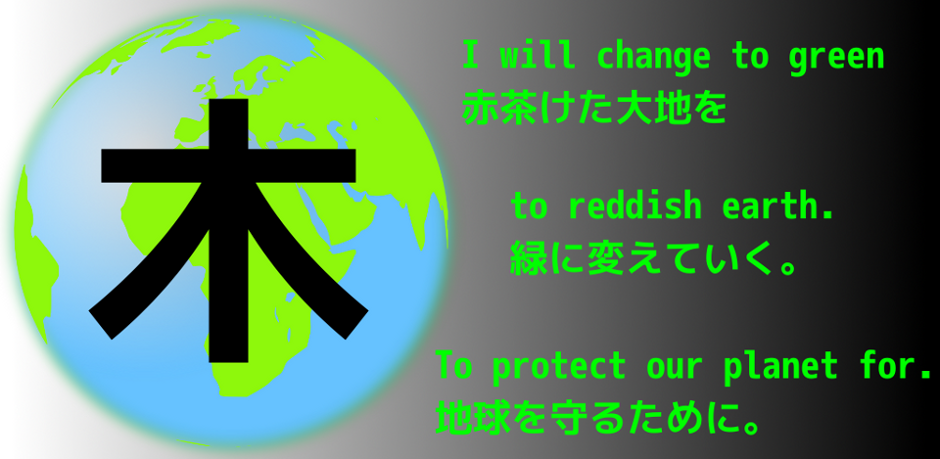 木
I will change to green
赤茶けた大地を
to reddish earth.
緑に変えていく。
To protect our planet for.
地球を守るために。